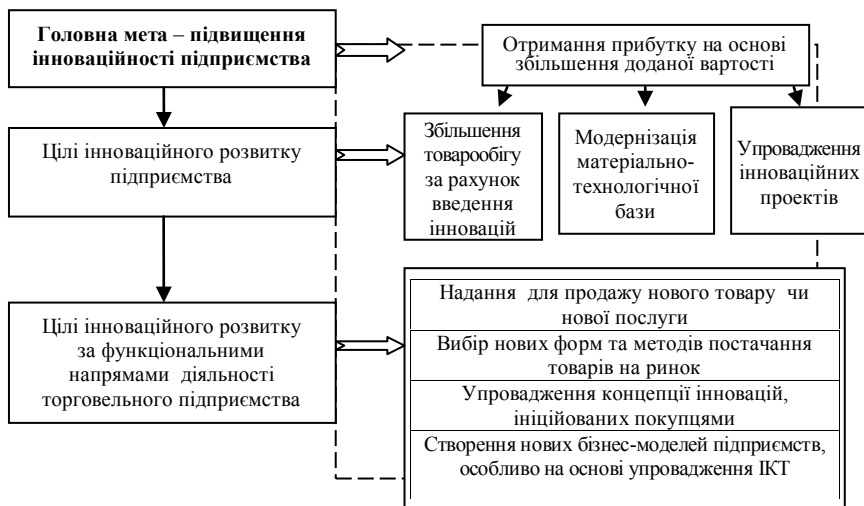 Головна мета – підвищення
інноваційності підприємства
Отримання прибутку на основі
збільшення доданої вартості
Цілі інноваційного розвитку
підприємства
Збільшення
товарообігу
за рахунок
введення
інновацій
Модернізація
матеріально-
технологічної
бази
Упровадження
інноваційних
проектів
Цілі інноваційного розвитку
за функціональними
напрямами діяльності
торговельного підприємства
Надання для продажу нового товару чи
нової послуги
Вибір нових форм та методів постачання
товарів на ринок
Упровадження концепції інновацій,
ініційованих покупцями
Створення нових бізнес-моделей підприємств,
особливо на основі упровадження ІКТ